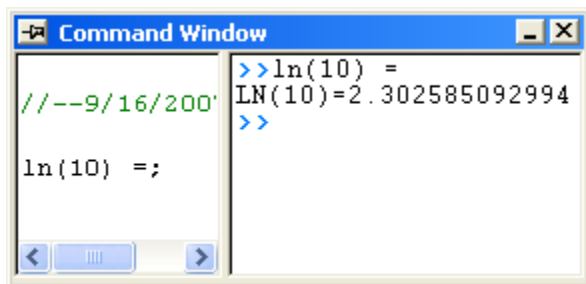 Command Window
//--9/16/200
ln(10) =;
>>ln(10) =
LN(10)=2.302585092994
>>